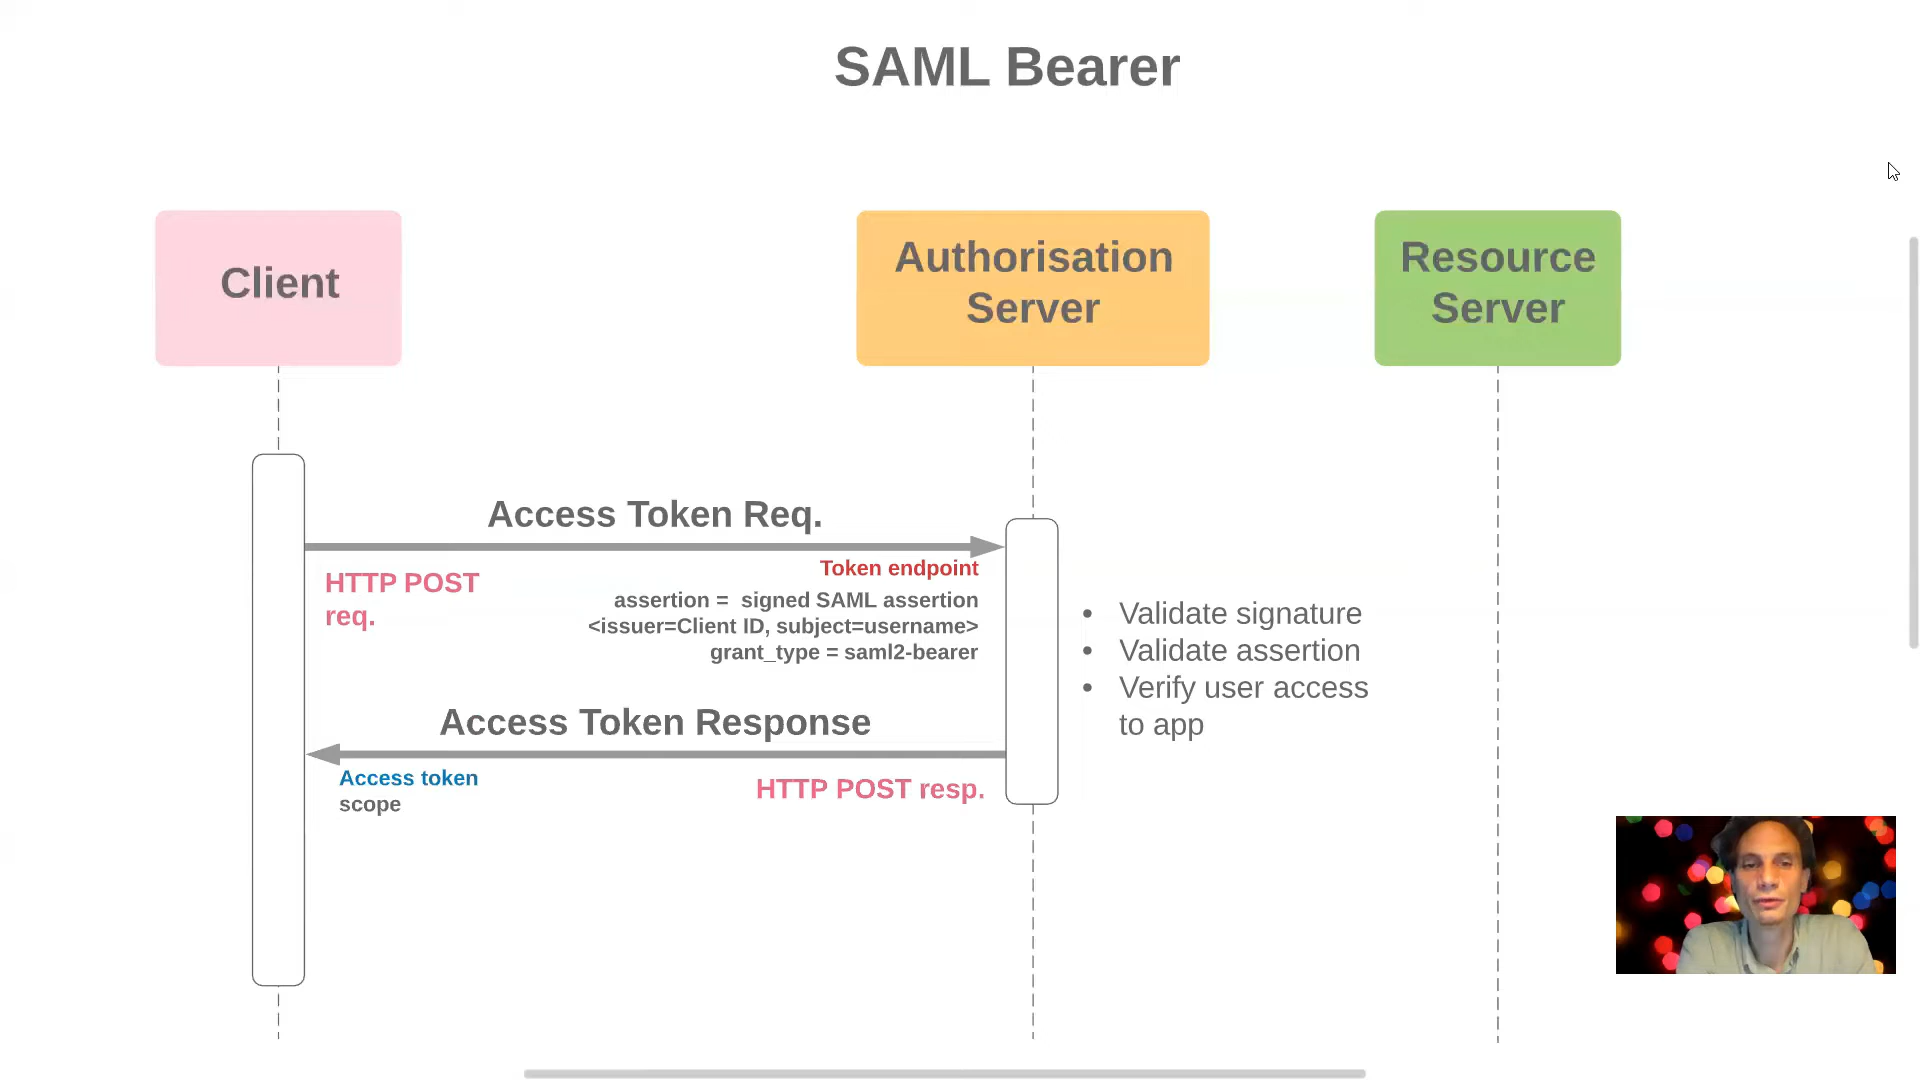 SAML Bearer
Client
Authorisation
Server
Resource
Server
Access Token Req.
HTTP POST
req.
Token endpoint
assertion =  signed SAML assertion
<issuer=Client ID, subject=username>
grant_type = saml2-bearer
• Validate signature
• Validate assertion
• Verify user access
to app
Access Token Response
Access token
scope
HTTP POST resp.